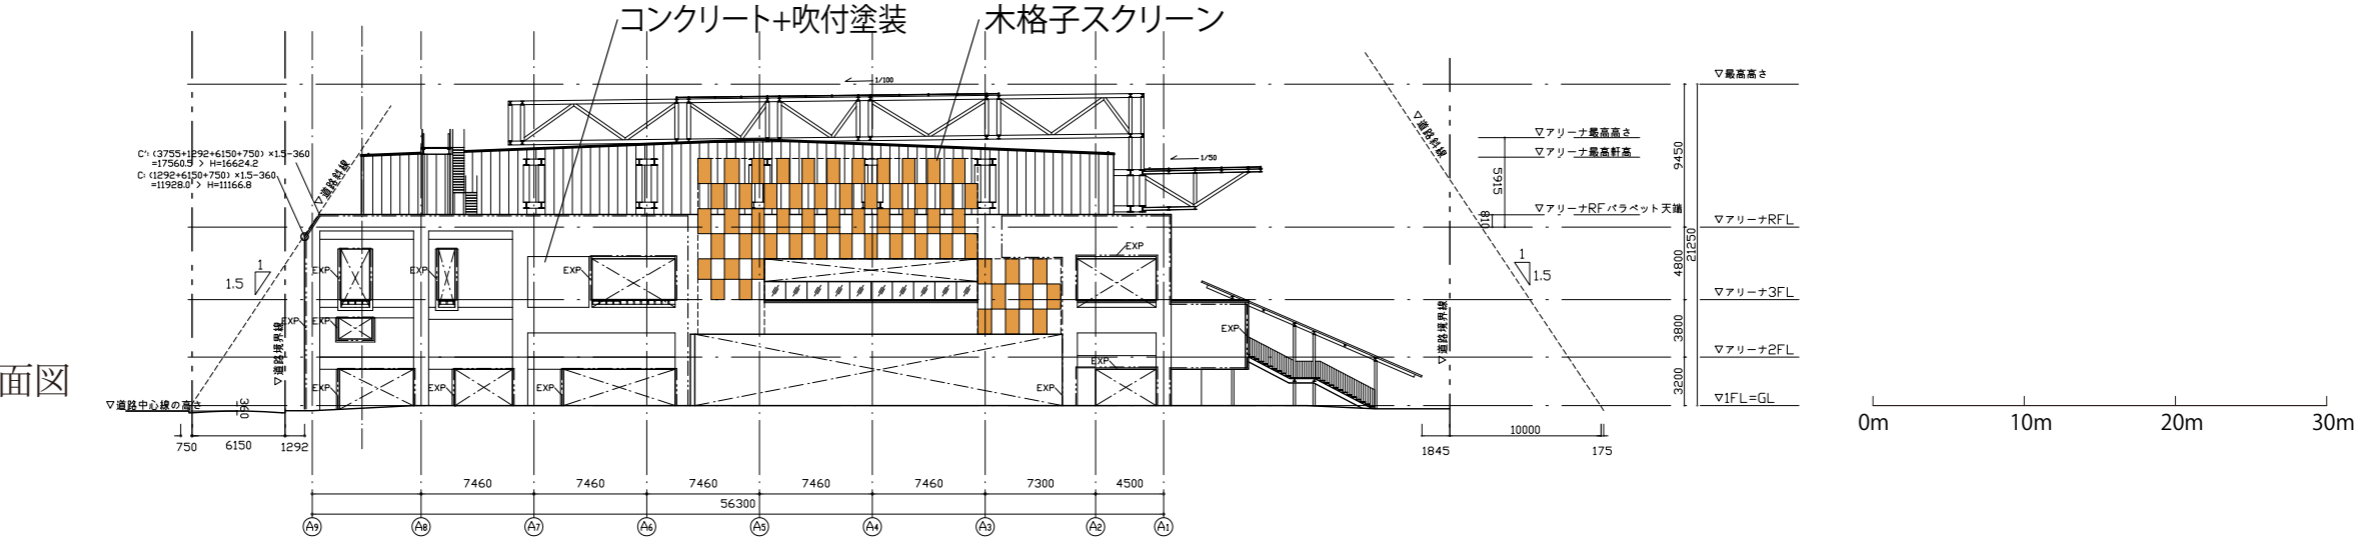 コンクリート+吹付塗装
木格子スクリーン
1/100
▽最高高さ
▽道路斜線
▽アリーナ最高高さ
▽アリーナ最高軒高
1/50
C': (3755+1292+6150+750) ×1.5-360
=17560.5 > H=16624.2
C: (1292+6150+750) ×1.5-360
=11928.0 > H=11166.8
▽道路斜線
9450
5915
810
▽アリーナRFパラペット天端
▽アリーナRFL
21250
4800
EXP
EXP
EXP
EXP
1
1.5
1
1.5
▽アリーナ3FL
EXP
EXP
EXP
▽道路境界線
▽道路境界線
3800
▽アリーナ2FL
EXP
面図
EXP
EXP
EXP
EXP
3200
▽道路中心線の高さ
360
▽1FL=GL
0m
10m
20m
30m
750
6150
1292
1845
10000
175
7460
7460
7460
7460
7460
7300
4500
56300
A9
A8
A7
A6
A5
A4
A3
A2
A1